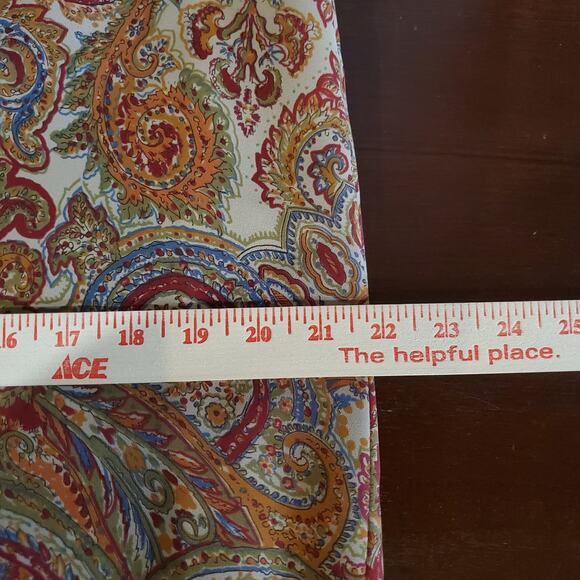 16 17 18 19 20 21 22 23 24 25
ACE The helpful place.